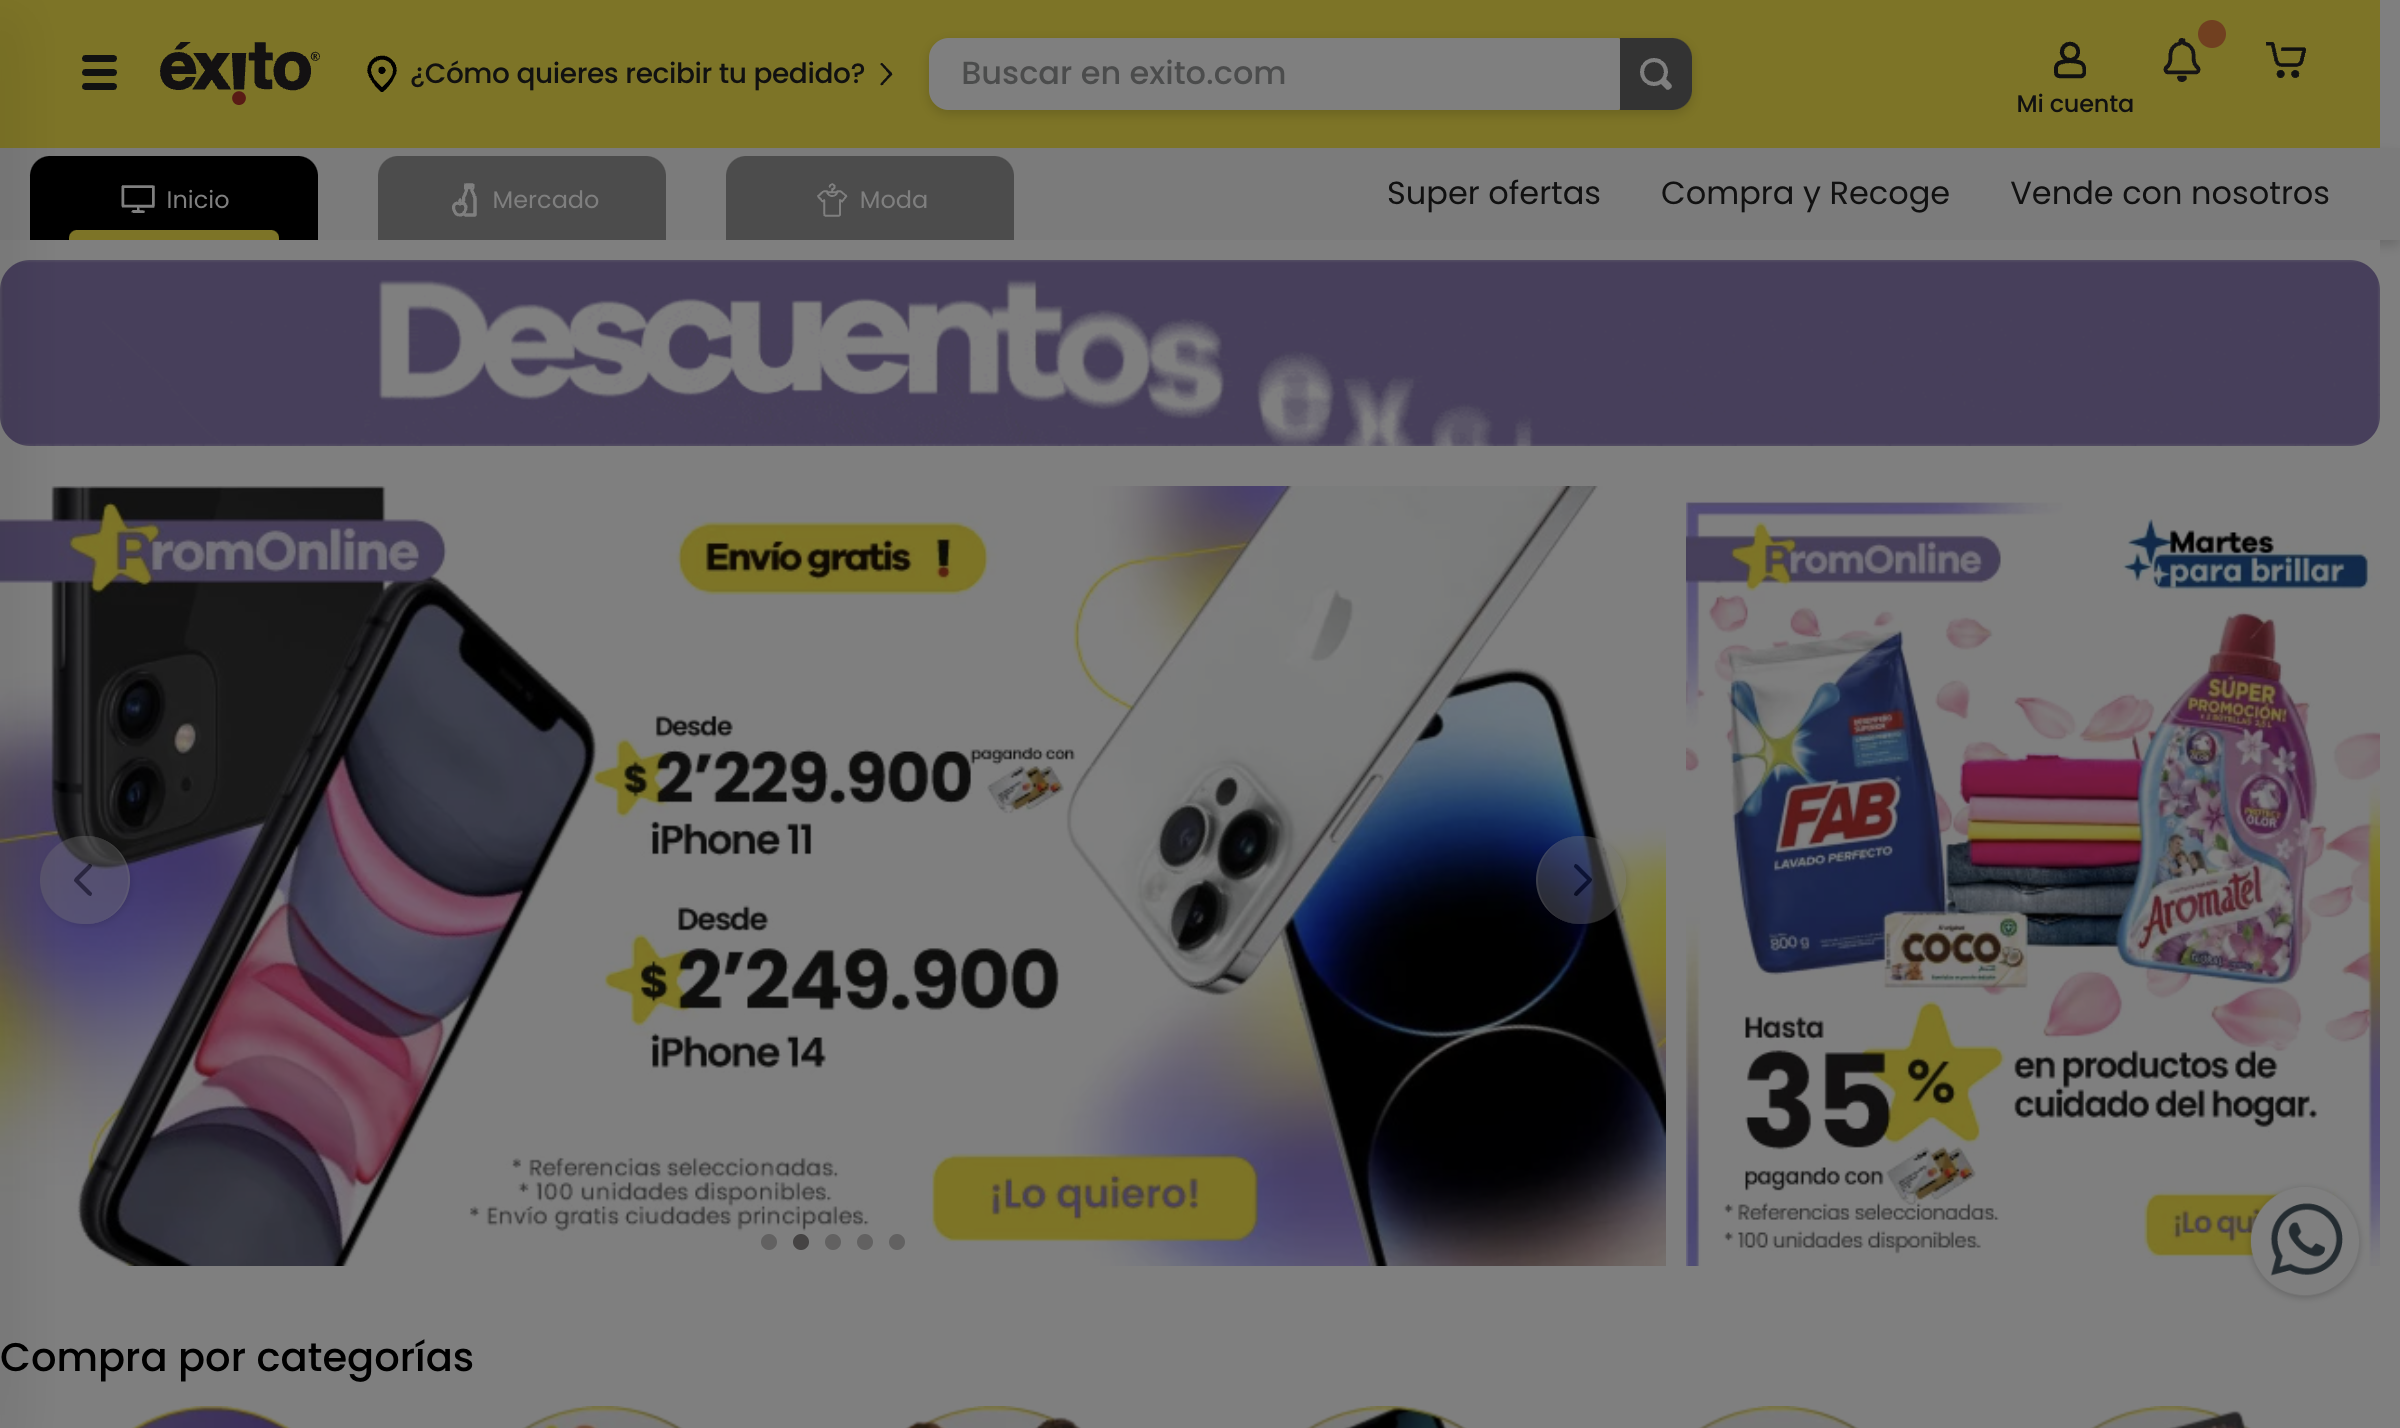 éxito®
¿Cómo quieres recibir tu pedido?
Buscar en exito.com
Mi cuenta
Inicio
Mercado
Moda
Super ofertas
Compra y Recoge
Vende con nosotros
Descuentos
PromOnline
Envío gratis !
Desde
$ 2'229.900
pagando con
iPhone 11
Desde
$ 2'249.900
iPhone 14
* Referencias seleccionadas.
* 100 unidades disponibles.
* Envío gratis ciudades principales.
¡Lo quiero!
PromOnline
Martes
para brillar
FAB
LAVADO PERFECTO
800 g
COCO
SÚPER
PROMOCIÓN!
Aromatel
Hasta
35 %
en productos de
cuidado del hogar.
pagando con
* Referencias seleccionadas.
* 100 unidades disponibles.
¡Lo qui
Compra por categorías